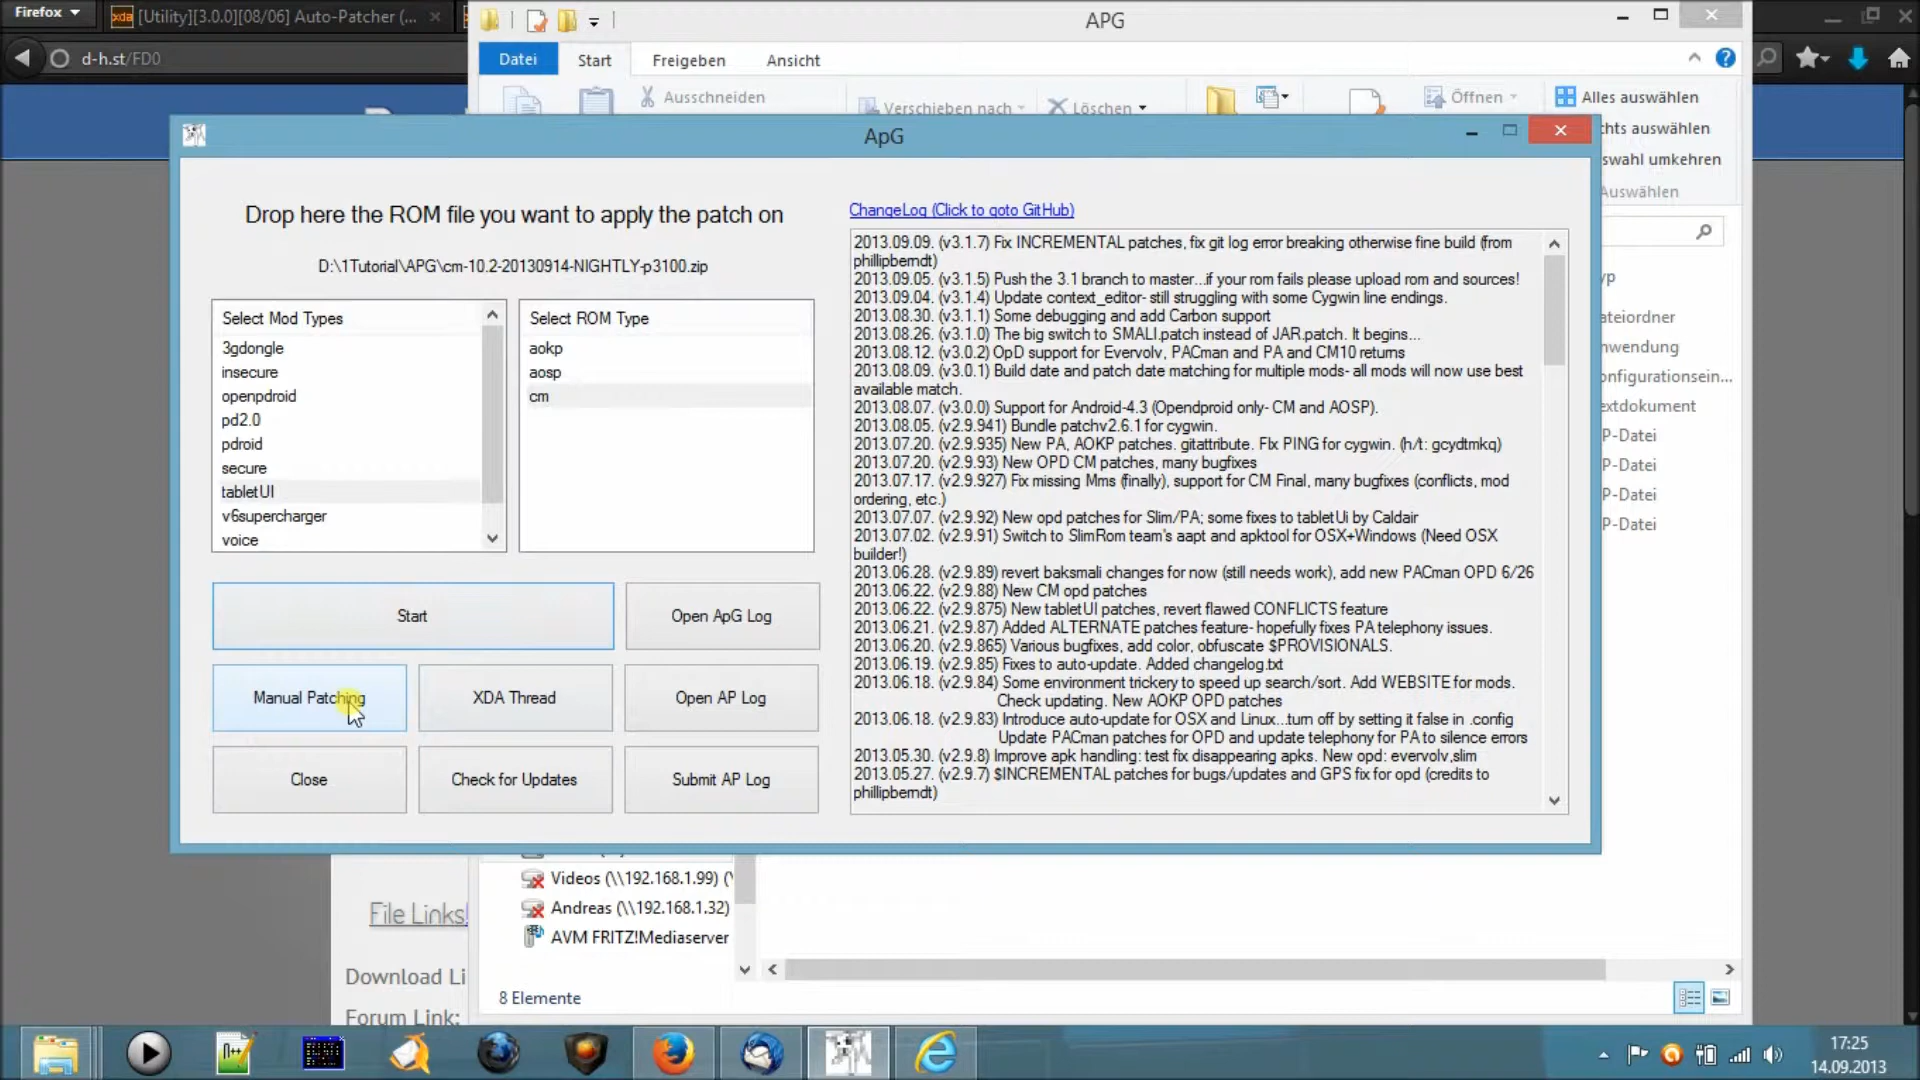 Firefox
[Utility][3.0.0][08/06] Auto-Patcher (...
APG
d-h.st/FD0
Datei
Start
Freigeben
Ansicht
Ausschneiden
Verschieben nach
Löschen
Öffnen
Alles auswählen
chts auswählen
swahl umkehren
Auswählen
ApG
Drop here the ROM file you want to apply the patch on
D:\1Tutorial\APG\cm-10.2-20130914-NIGHTLY-p3100.zip
Select Mod Types
3gdongle
insecure
openpdroid
pd2.0
pdroid
secure
tabletUI
v6supercharger
voice
Select ROM Type
aokp
aosp
cm
Start
Open ApG Log
Manual Patching
XDA Thread
Open AP Log
Close
Check for Updates
Submit AP Log
ChangeLog (Click to goto GitHub)
2013.09.09. (v3.1.7) Fix INCREMENTAL patches, fix git log error breaking otherwise fine build (from
phillipberndt)
2013.09.05. (v3.1.5) Push the 3.1 branch to master...if your rom fails please upload rom and sources!
2013.09.04. (v3.1.4) Update context_editor- still struggling with some Cygwin line endings.
2013.08.30. (v3.1.1) Some debugging and add Carbon support
2013.08.26. (v3.1.0) The big switch to SMALI.patch instead of JAR.patch. It begins...
2013.08.12. (v3.0.2) OpD support for Evervolv, PACman and PA and CM10 returns
2013.08.09. (v3.0.1) Build date and patch date matching for multiple mods- all mods will now use best
available match.
2013.08.07. (v3.0.0) Support for Android-4.3 (Opendproid only- CM and AOSP).
2013.08.05. (v2.9.941) Bundle patchv2.6.1 for cygwin.
2013.07.20. (v2.9.935) New PA, AOKP patches. gitattribute. FIx PING for cygwin. (h/t: gcydtmkq)
2013.07.20. (v2.9.93) New OPD CM patches, many bugfixes
2013.07.17. (v2.9.927) Fix missing Mms (finally), support for CM Final, many bugfixes (conflicts, mod
ordering, etc.)
2013.07.07. (v2.9.92) New opd patches for Slim/PA; some fixes to tabletUi by Caldair
2013.07.02. (v2.9.91) Switch to SlimRom team's aapt and apktool for OSX+Windows (Need OSX
builder!)
2013.06.28. (v2.9.89) revert baksmali changes for now (still needs work), add new PACman OPD 6/26
2013.06.22. (v2.9.88) New CM opd patches
2013.06.22. (v2.9.875) New tabletUI patches, revert flawed CONFLICTS feature
2013.06.21. (v2.9.87) Added ALTERNATE patches feature- hopefully fixes PA telephony issues.
2013.06.20. (v2.9.865) Various bugfixes, add color, obfuscate $PROVISIONALS.
2013.06.19. (v2.9.85) Fixes to auto-update. Added changelog.txt
2013.06.18. (v2.9.84) Some environment trickery to speed up search/sort. Add WEBSITE for mods.
Check updating. New AOKP OPD patches
2013.06.18. (v2.9.83) Introduce auto-update for OSX and Linux...turn off by setting it false in .config
Update PACman patches for OPD and update telephony for PA to silence errors
2013.05.30. (v2.9.8) Improve apk handling: test fix disappearing apks. New opd: evervolv,slim
2013.05.27. (v2.9.7) $INCREMENTAL patches for bugs/updates and GPS fix for opd (credits to
phillipberndt)
yp
ateiordner
nwendung
onfigurationsein...
extdokument
P-Datei
P-Datei
P-Datei
P-Datei
Videos (\\192.168.1.99) (
Andreas (\\192.168.1.32)
AVM FRITZ!Mediaserver
File Links!
Download Li
Forum Link:
8 Elemente
17:25
14.09.2013